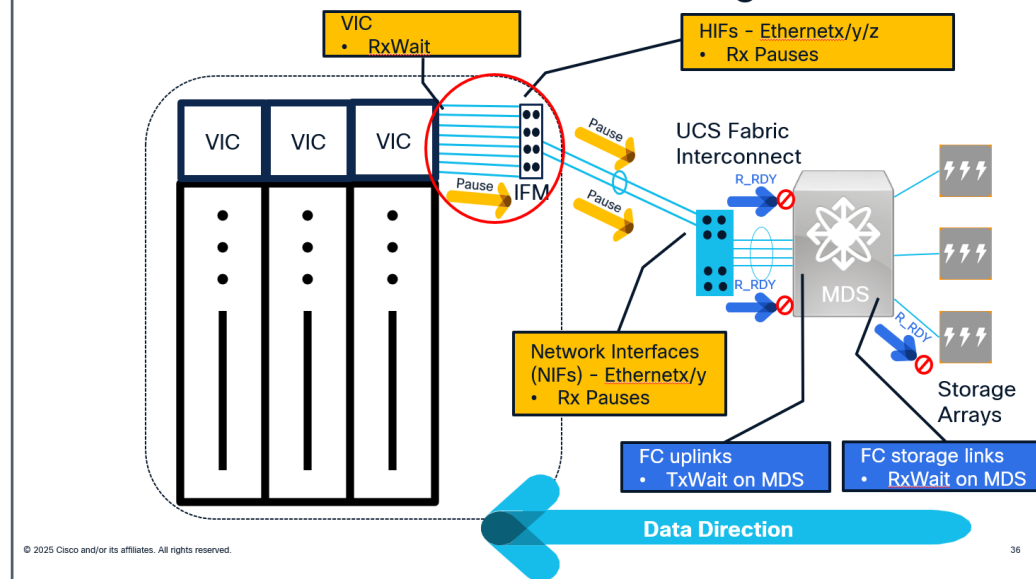 VIC
• RxWait
HIFs - Ethernetx/y/z
• Rx Pauses
VIC
VIC
VIC
Pause
IFM
Pause
Pause
UCS Fabric
Interconnect
R_RDY
R_RDY
MDS
R_RDY
Storage
Arrays
Network Interfaces
(NIFs) - Ethernetx/y
• Rx Pauses
FC uplinks
• TxWait on MDS
FC storage links
• RxWait on MDS
Data Direction
© 2025 Cisco and/or its affiliates. All rights reserved.
36